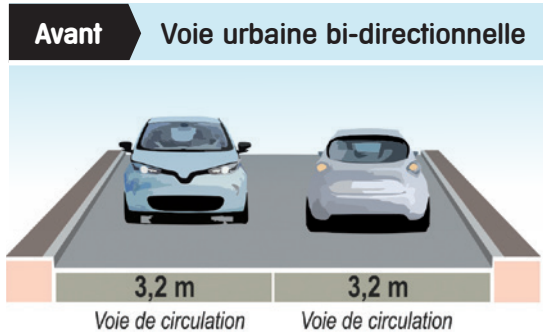 Avant Voie urbaine bi-directionnelle
3,2 m 3,2 m
Voie de circulation Voie de circulation